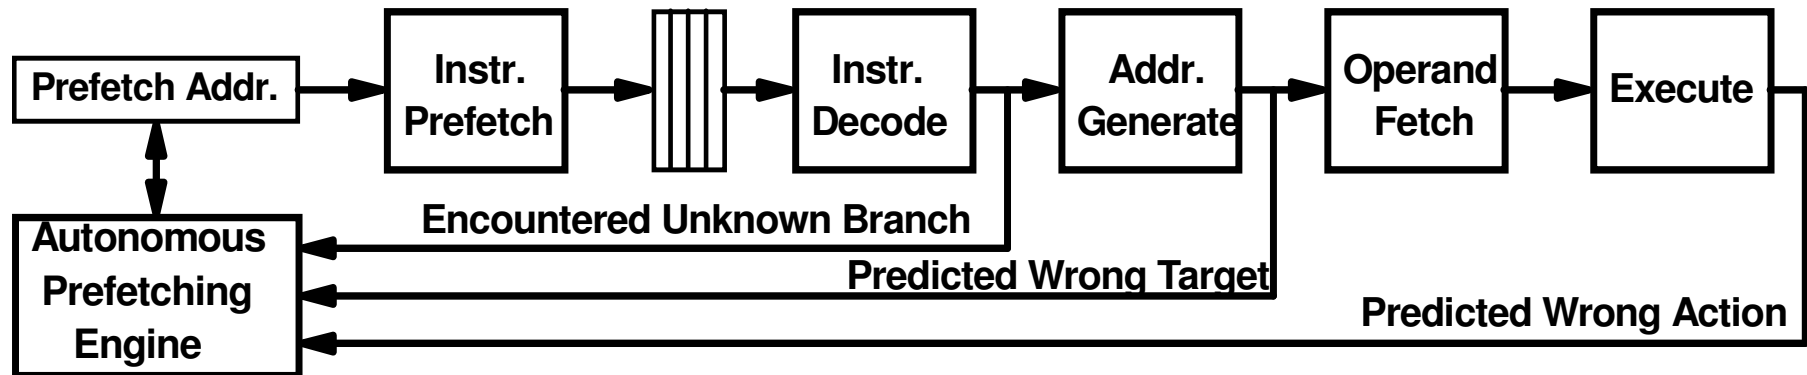 Prefetch Addr.
Instr.
Prefetch
Instr.
Decode
Addr.
Generate
Operand
Fetch
Execute
Encountered Unknown Branch
Predicted Wrong Target
Predicted Wrong Action
Autonomous
Prefetching
Engine